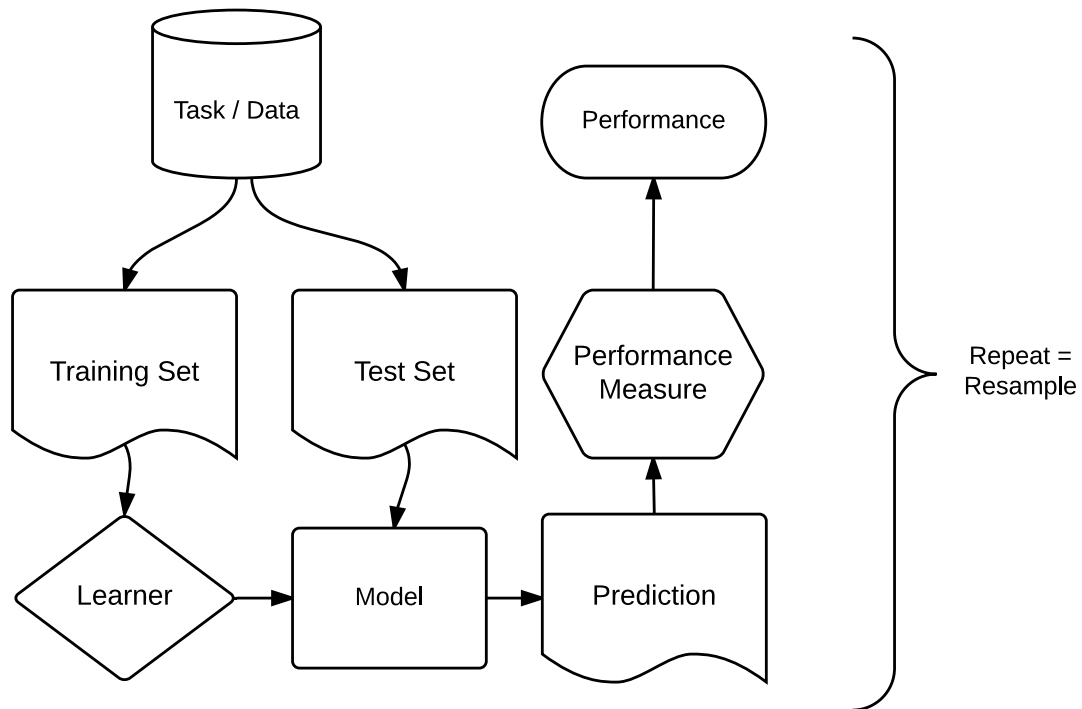 Task / Data
Performance
Training Set
Test Set
Performance
Measure
Repeat =
Resample
Learner
Model
Prediction